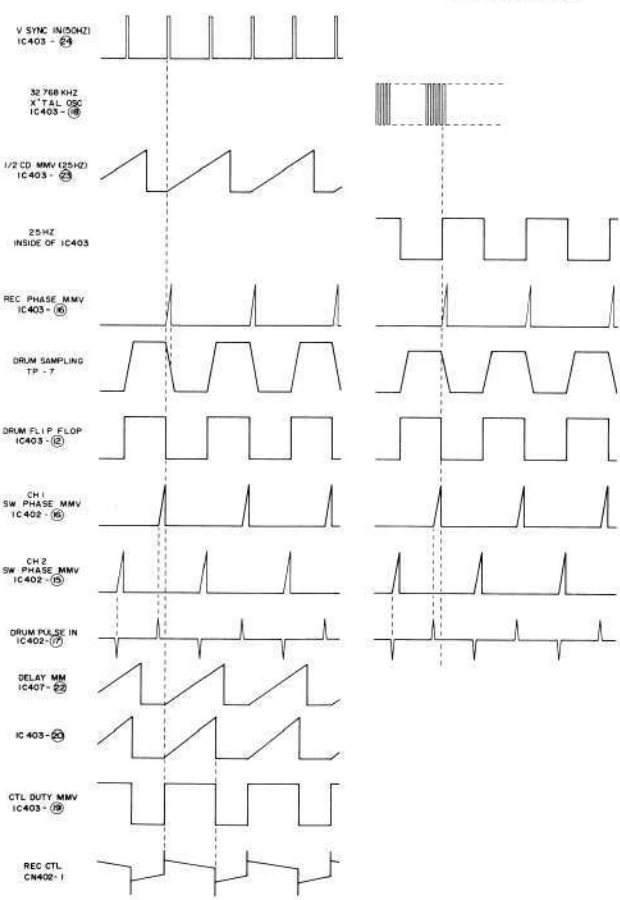 V SYNC IN(50HZ)
IC403 - 24
32.768 KHZ
X'TAL OSC
IC403 - 18
1/2 CD MMV (25HZ)
IC403 - 23
25HZ
INSIDE OF IC403
REC PHASE MMV
IC403 - 16
DRUM SAMPLING
TP - 7
DRUM FLIP FLOP
IC403 - 12
CH 1
SW PHASE MMV
IC402 - 16
CH 2
SW PHASE MMV
IC402 - 15
DRUM PULSE IN
IC402 - 17
DELAY MM
IC407 - 22
IC 403 - 20
CTL DUTY MMV
IC403 - 19
REC CTL
CN402 - 1